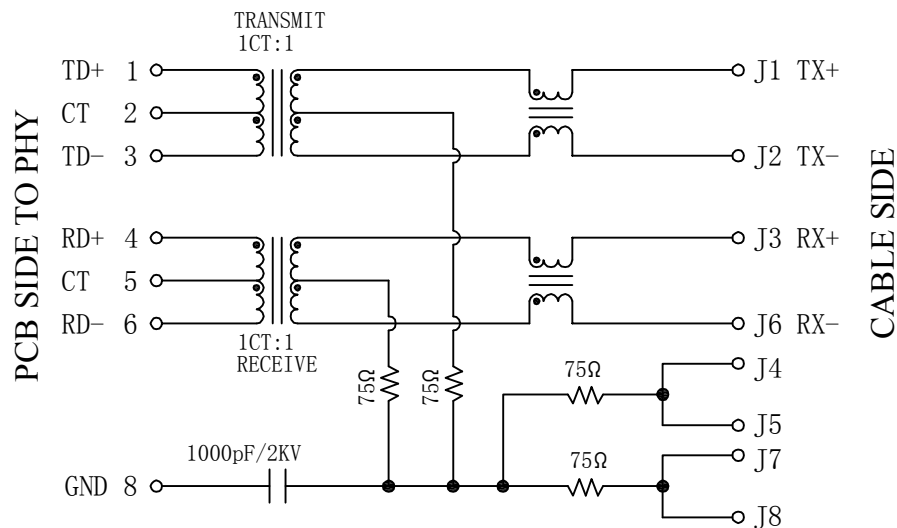 TRANSMIT
1CT:1
TD+ 1
CT 2
TD- 3
J1 TX+
J2 TX-
PCB SIDE TO PHY
CABLE SIDE
RD+ 4
CT 5
RD- 6
J3 RX+
J6 RX-
1CT:1
RECEIVE
75Ω
75Ω
75Ω
J4
J5
1000pF/2KV
GND 8
75Ω
J7
J8